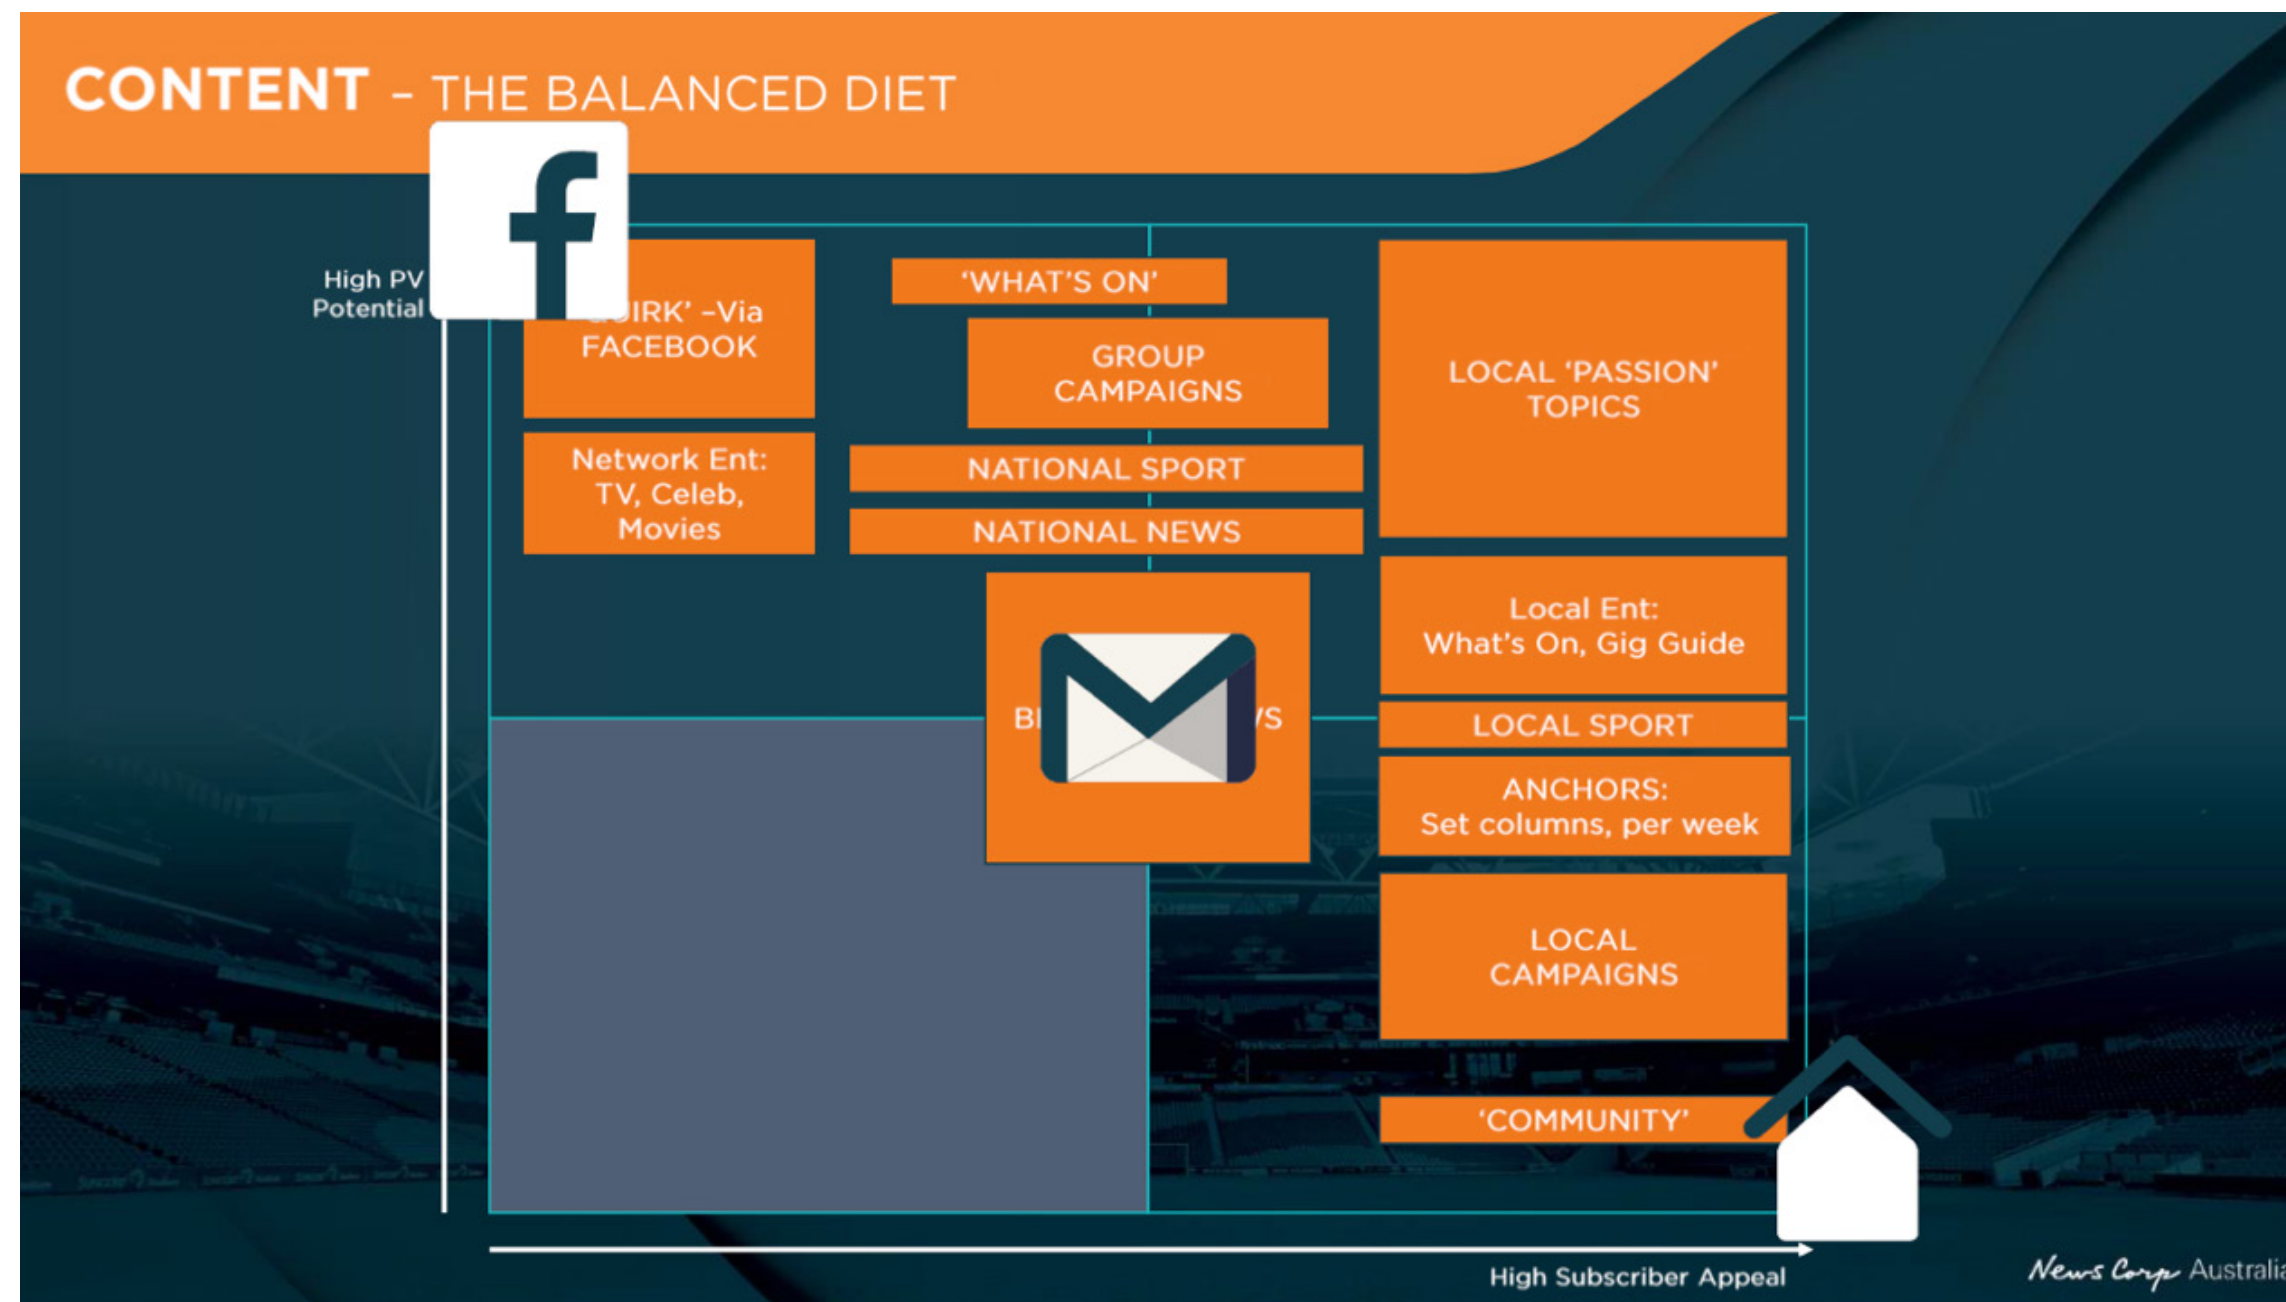 CONTENT – THE BALANCED DIET
High PV
Potential
–Via
FACEBOOK
Network Ent:
TV, Celeb,
Movies
‘WHAT’S ON’
GROUP
CAMPAIGNS
NATIONAL SPORT
NATIONAL NEWS
LOCAL ‘PASSION’
TOPICS
Local Ent:
What’s On, Gig Guide
LOCAL SPORT
ANCHORS:
Set columns, per week
LOCAL
CAMPAIGNS
‘COMMUNITY’
High Subscriber Appeal
News Corp Australia